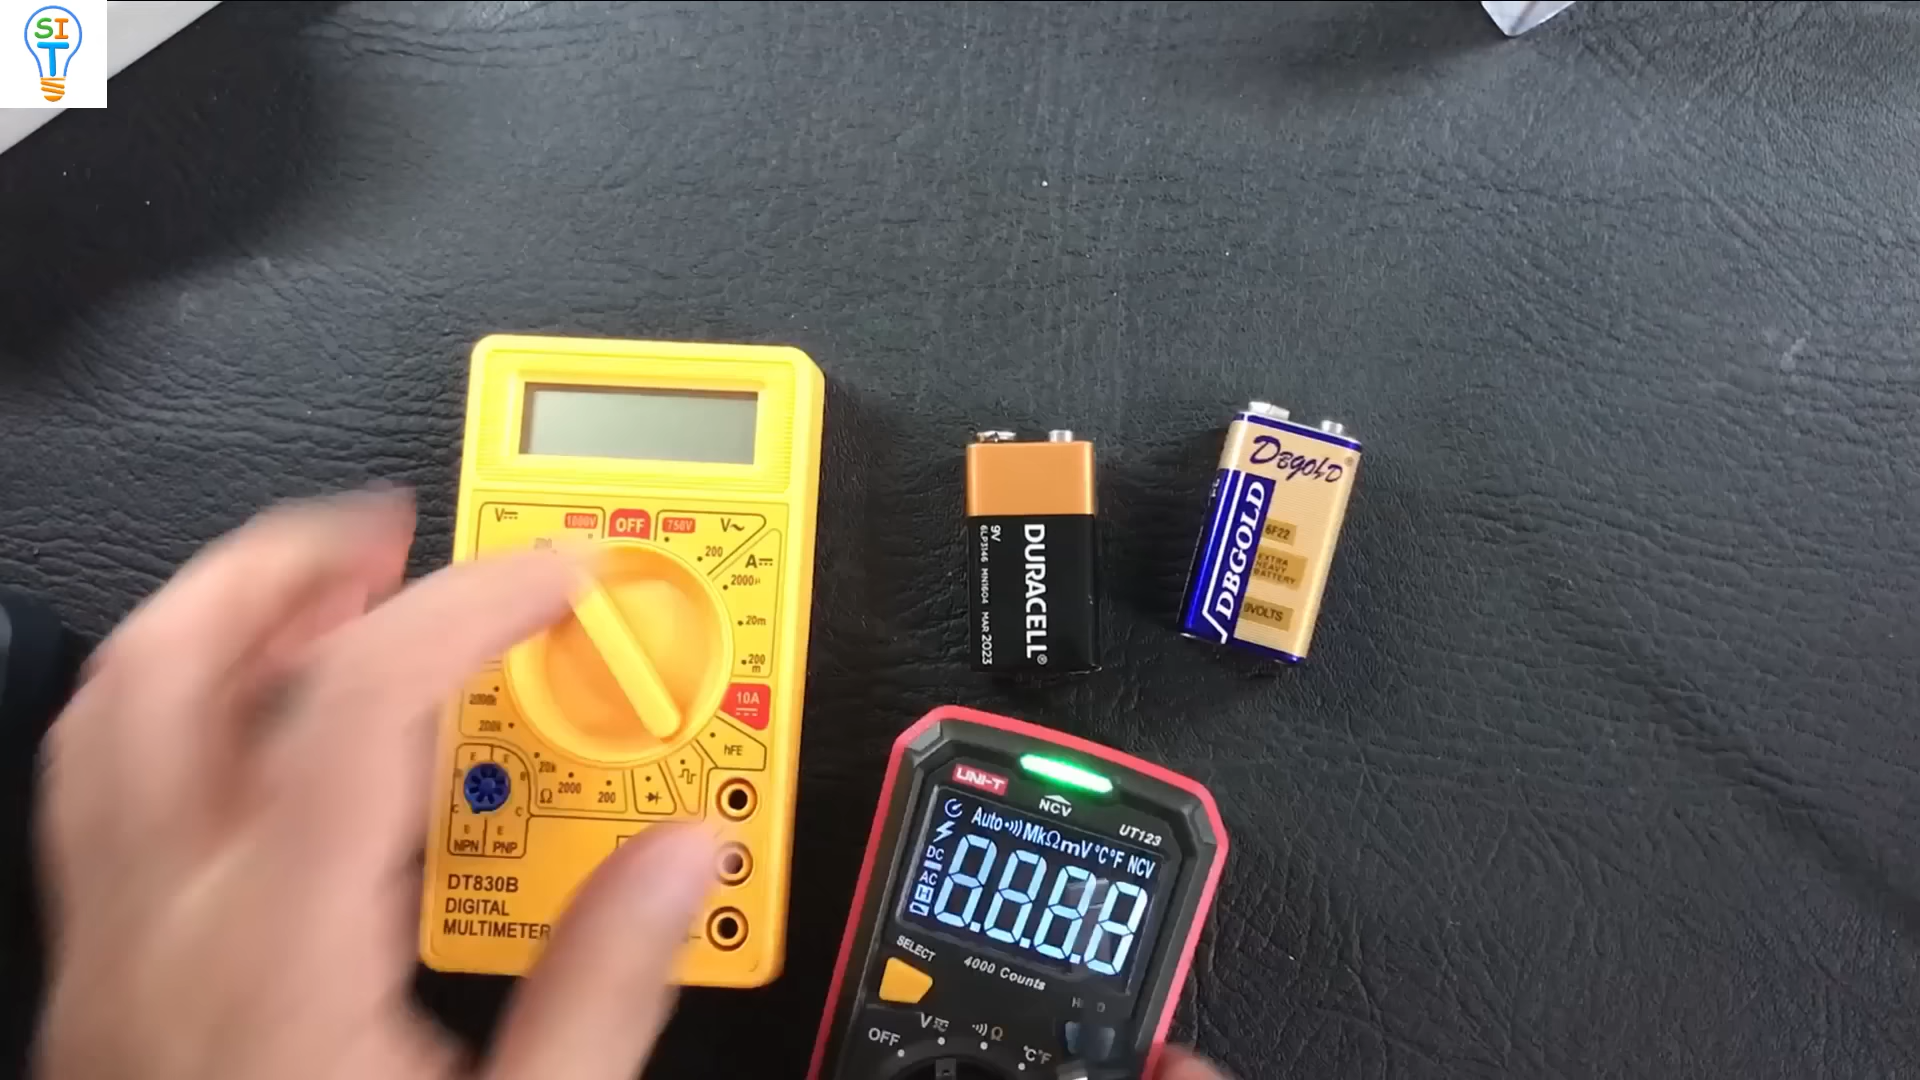 SI
T
V⎓
1000V
OFF
750V
V~
200
A⎓
2000µ
20m
200
m
10A
hFE
200k
20k
2000
200
Ω
E
E
B
C
C
E
E
NPN
PNP
DT830B
DIGITAL
MULTIMETER
DURACELL®
9V
6LP3146 MN1604 MAR 2023
DBGOLD®
DBGOLD
6F22
EXTRA
HEAVY
BATTERY
9VOLTS
UNI-T
NCV
UT123
Auto MkΩmV °C°F NCV
DC
AC
8.8.8.8
SELECT
4000 Counts
OFF
V
Ω
°C°F